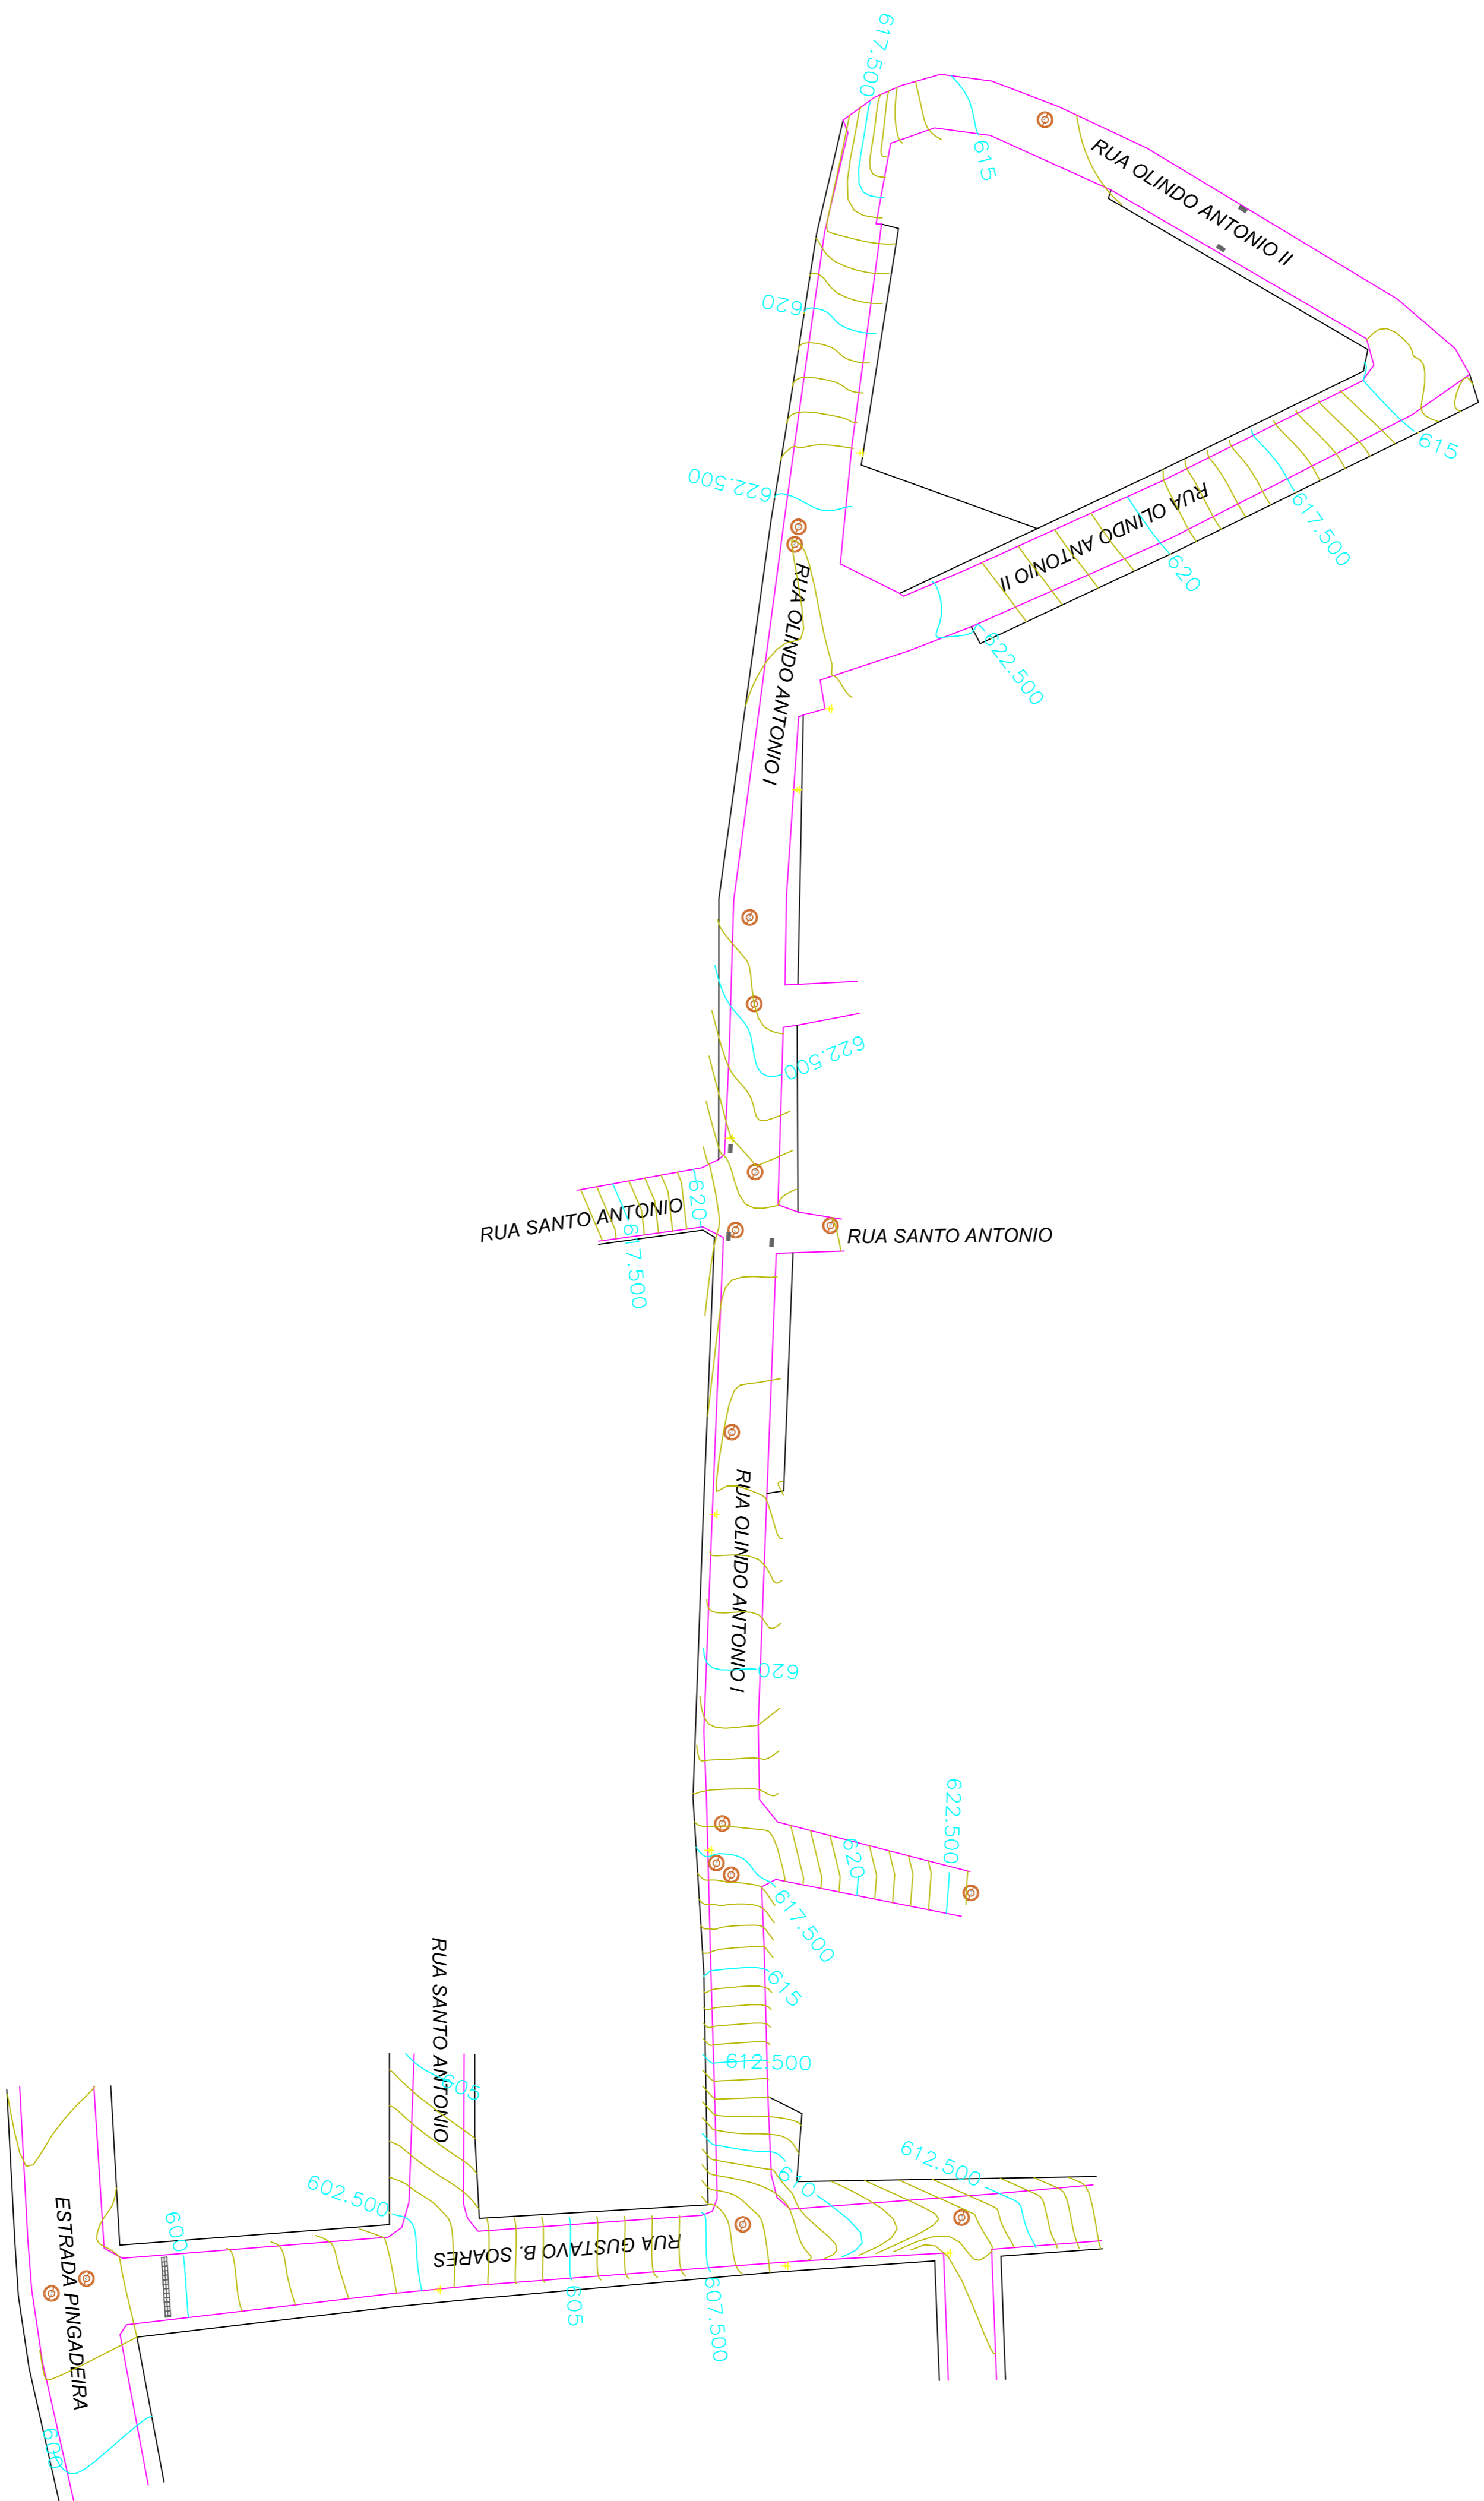 617.500
615
RUA OLINDO ANTONIO II
620
615
622.500
RUA OLINDO ANTONIO II
617.500
620
RUA OLINDO ANTONIO I
622.500
622.500
620
RUA SANTO ANTONIO
617.500
RUA SANTO ANTONIO
RUA OLINDO ANTONIO I
620
622.500
620
617.500
615
RUA SANTO ANTONIO
612.500
605
612.500
610
602.500
600
RUA GUSTAVO B. SOARES
605
607.500
ESTRADA PINGADEIRA
600